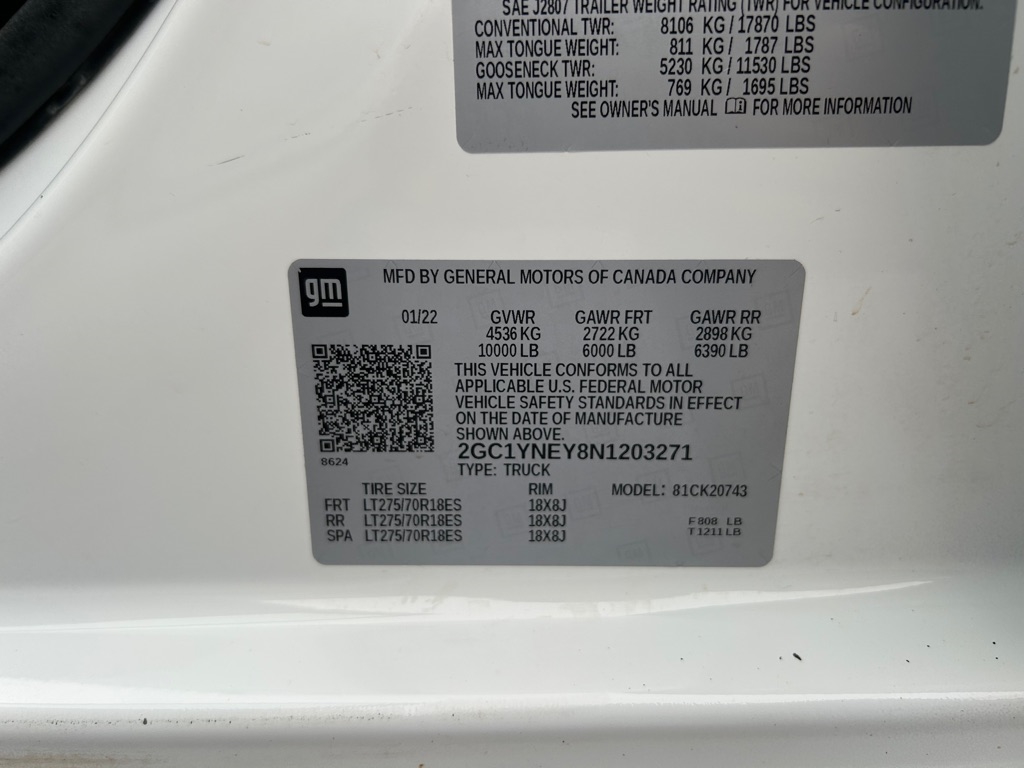 SAE J2807 TRAILER WEIGHT RATING (TWR) FOR VEHICLE CONFIGURATION.
CONVENTIONAL TWR: 8106 KG / 17870 LBS
MAX TONGUE WEIGHT: 811 KG / 1787 LBS
GOOSENECK TWR: 5230 KG / 11530 LBS
MAX TONGUE WEIGHT: 769 KG / 1695 LBS
SEE OWNER'S MANUAL FOR MORE INFORMATION
gm
MFD BY GENERAL MOTORS OF CANADA COMPANY
01/22 GVWR GAWR FRT GAWR RR
4536 KG 2722 KG 2898 KG
10000 LB 6000 LB 6390 LB
THIS VEHICLE CONFORMS TO ALL
APPLICABLE U.S. FEDERAL MOTOR
VEHICLE SAFETY STANDARDS IN EFFECT
ON THE DATE OF MANUFACTURE
SHOWN ABOVE.
8624
2GC1YNEY8N1203271
TYPE: TRUCK
TIRE SIZE RIM MODEL: 81CK20743
FRT LT275/70R18ES 18X8J
RR LT275/70R18ES 18X8J F 808 LB
SPA LT275/70R18ES 18X8J T 1211 LB